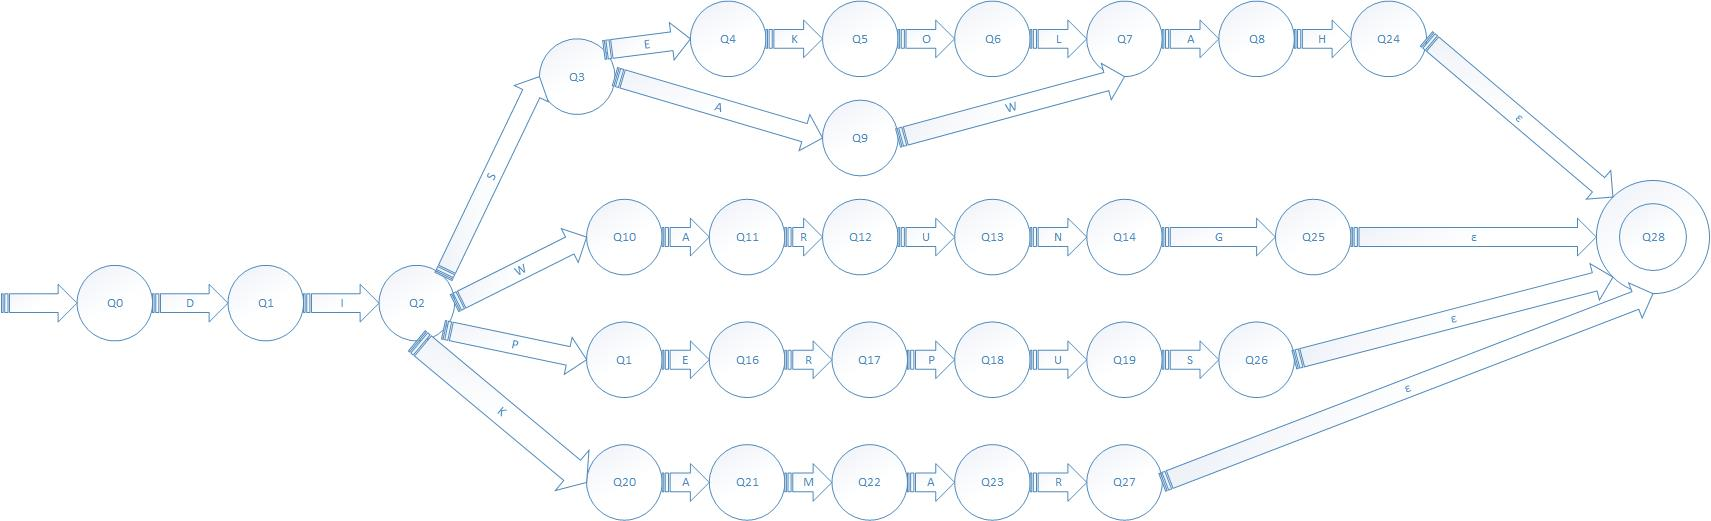 Q4 K Q5 O Q6 L Q7 A Q8 H Q24
E
Q3
A
W
Q9
S
ε
Q10 A Q11 R Q12 U Q13 N Q14 G Q25 ε Q28
W
Q0 D Q1 I Q2
P
Q1 E Q16 R Q17 P Q18 U Q19 S Q26
ε
K
ε
Q20 A Q21 M Q22 A Q23 R Q27